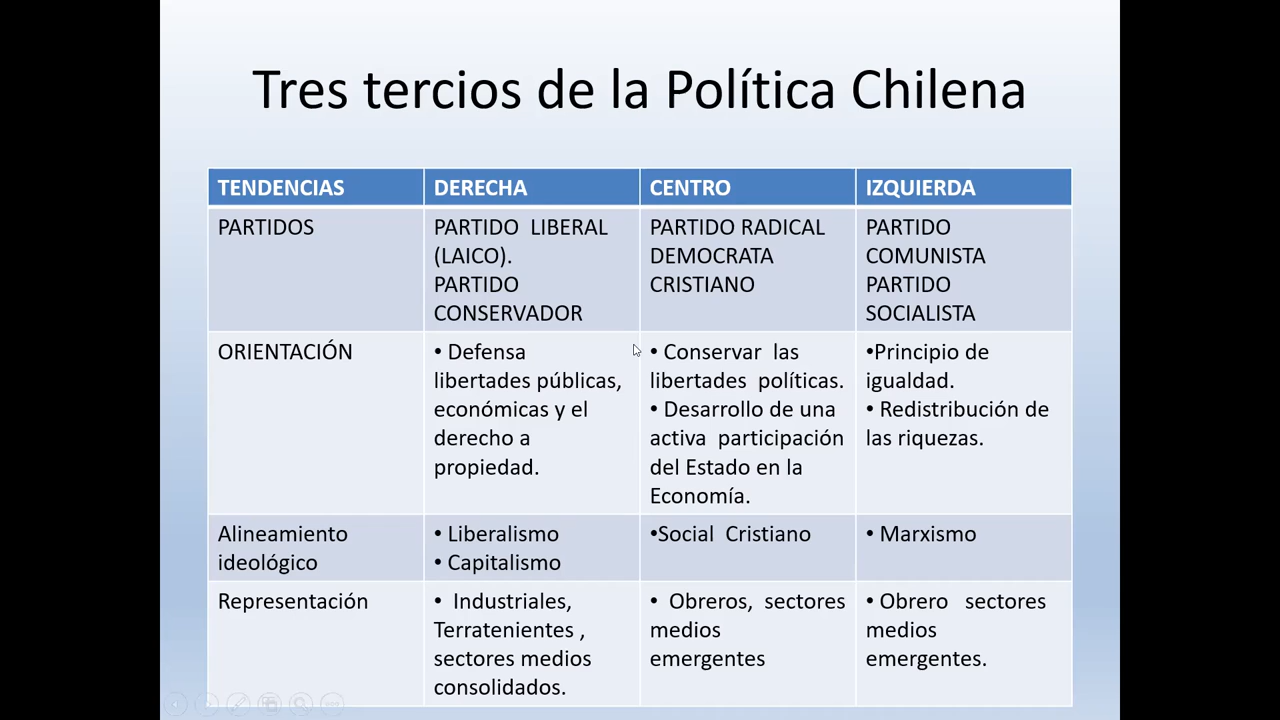 Tres tercios de la Política Chilena
TENDENCIAS
DERECHA
CENTRO
IZQUIERDA
PARTIDOS
PARTIDO LIBERAL
(LAICO).
PARTIDO
CONSERVADOR
PARTIDO RADICAL
DEMOCRATA
CRISTIANO
PARTIDO
COMUNISTA
PARTIDO
SOCIALISTA
ORIENTACIÓN
• Defensa
libertades públicas,
económicas y el
derecho a
propiedad.
• Conservar las
libertades políticas.
• Desarrollo de una
activa participación
del Estado en la
Economía.
•Principio de
igualdad.
• Redistribución de
las riquezas.
Alineamiento
ideológico
• Liberalismo
• Capitalismo
•Social Cristiano
• Marxismo
Representación
• Industriales,
Terratenientes ,
sectores medios
consolidados.
• Obreros, sectores
medios
emergentes
• Obrero sectores
medios
emergentes.